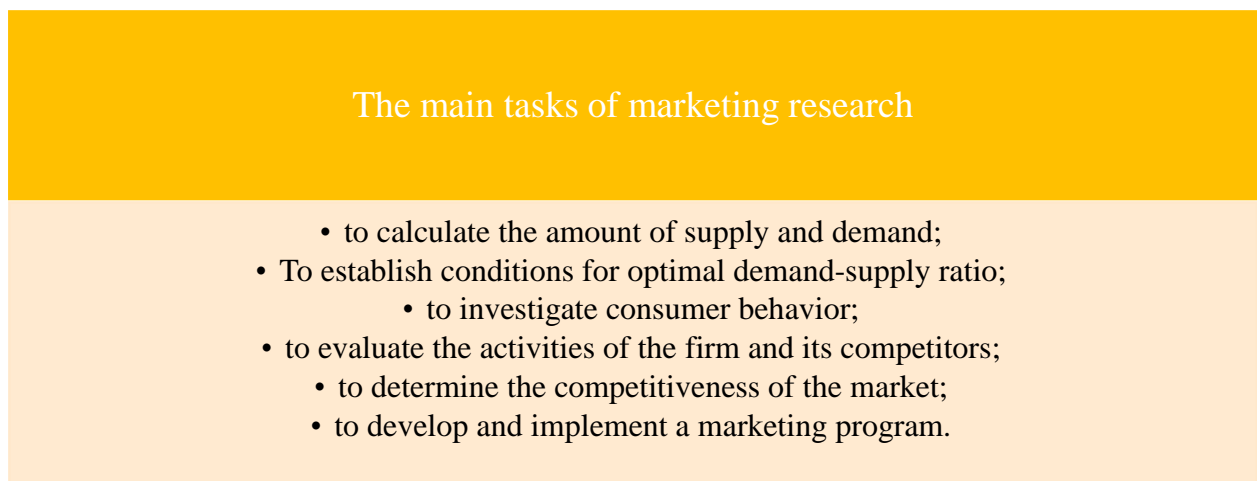 The main tasks of marketing research
• to calculate the amount of supply and demand;
• To establish conditions for optimal demand-supply ratio;
• to investigate consumer behavior;
• to evaluate the activities of the firm and its competitors;
• to determine the competitiveness of the market;
• to develop and implement a marketing program.